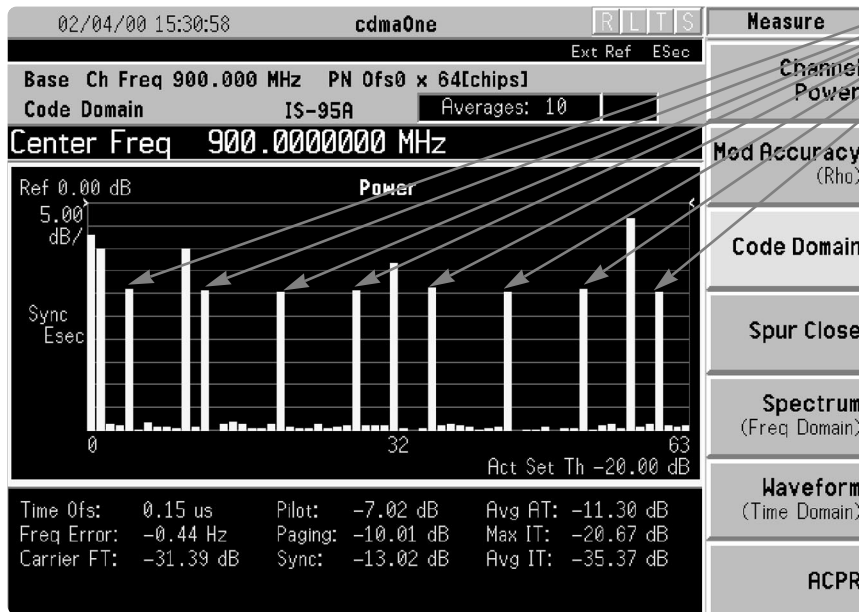 02/04/00 15:30:58 cdmaOne R L T S
Ext Ref ESec
Base Ch Freq 900.000 MHz PN Ofs0 x 64[chips]
Code Domain IS-95A Averages: 10
Center Freq 900.0000000 MHz
Ref 0.00 dB Power
5.00
dB/
Sync
Esec
0 32 63
Act Set Th -20.00 dB
Time Ofs: 0.15 us Pilot: -7.02 dB Avg AT: -11.30 dB
Freq Error: -0.44 Hz Paging: -10.01 dB Max IT: -20.67 dB
Carrier FT: -31.39 dB Sync: -13.02 dB Avg IT: -35.37 dB
Measure
Channel
Power
Mod Accuracy
(Rho)
Code Domain
Spur Close
Spectrum
(Freq Domain)
Waveform
(Time Domain)
ACPR